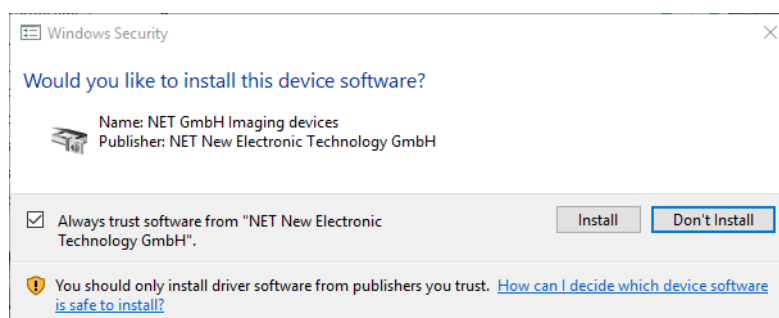 Windows Security
Would you like to install this device software?
Name: NET GmbH Imaging devices
Publisher: NET New Electronic Technology GmbH
Always trust software from "NET New Electronic
Technology GmbH".
Install
Don't Install
You should only install driver software from publishers you trust. How can I decide which device software
is safe to install?